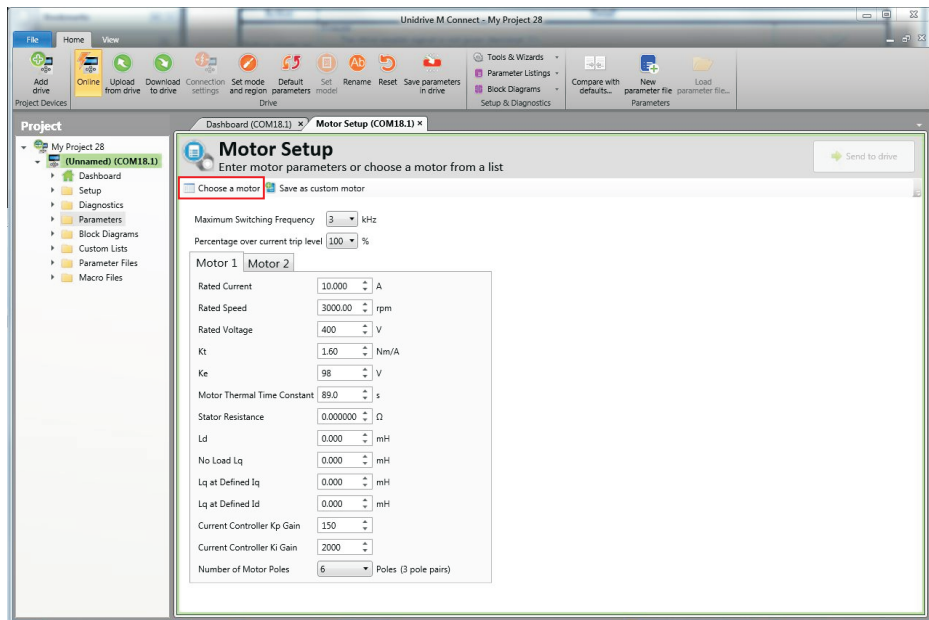 Unidrive M Connect - My Project 28
File Home View
Add drive
Project Devices
Online
Upload from drive
Download to drive
Connection settings
Set mode and region
Default parameters
Set model
Rename
Reset
Save parameters in drive
Drive
Tools & Wizards
Parameter Listings
Block Diagrams
Setup & Diagnostics
Compare with defaults...
New parameter file
Load parameter file...
Parameters
Project
My Project 28
(Unnamed) (COM18.1)
Dashboard
Setup
Diagnostics
Parameters
Block Diagrams
Custom Lists
Parameter Files
Macro Files
Dashboard (COM18.1) × Motor Setup (COM18.1) ×
Motor Setup
Enter motor parameters or choose a motor from a list
Send to drive
Choose a motor Save as custom motor
Maximum Switching Frequency 3 kHz
Percentage over current trip level 100 %
Motor 1 Motor 2
Rated Current 10.000 A
Rated Speed 3000.00 rpm
Rated Voltage 400 V
Kt 1.60 Nm/A
Ke 98 V
Motor Thermal Time Constant 89.0 s
Stator Resistance 0.000000 Ω
Ld 0.000 mH
No Load Lq 0.000 mH
Lq at Defined Iq 0.000 mH
Lq at Defined Id 0.000 mH
Current Controller Kp Gain 150
Current Controller Ki Gain 2000
Number of Motor Poles 6 Poles (3 pole pairs)